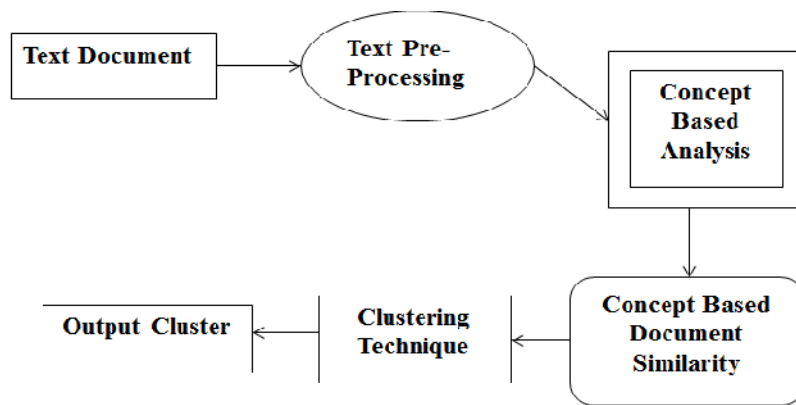 Text Document
Text Pre-
Processing
Concept
Based
Analysis
Concept Based
Document
Similarity
Clustering
Technique
Output Cluster